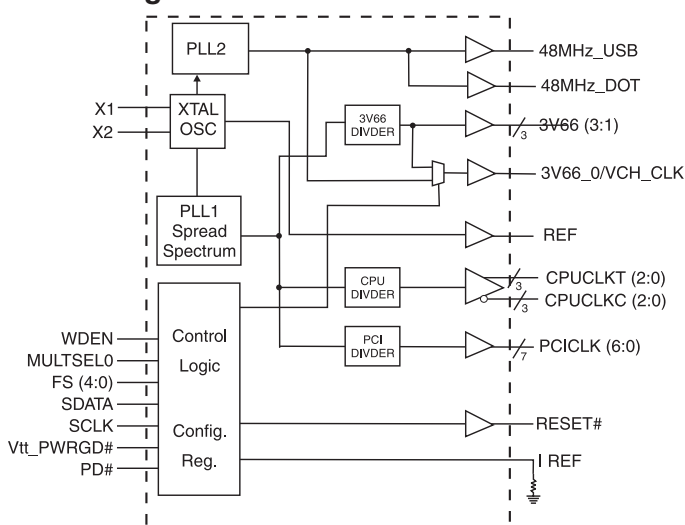 PLL2
48MHz_USB
48MHz_DOT
X1
X2
XTAL
OSC
3V66
DIVDER
3V66 (3:1)
3
3V66_0/VCH_CLK
PLL1
Spread
Spectrum
REF
CPU
DIVDER
CPUCLKT (2:0)
3
CPUCLKC (2:0)
3
PCI
DIVDER
PCICLK (6:0)
7
WDEN
MULTSEL0
FS (4:0)
SDATA
SCLK
Vtt_PWRGD#
PD#
Control
Logic
Config.
Reg.
RESET#
I REF